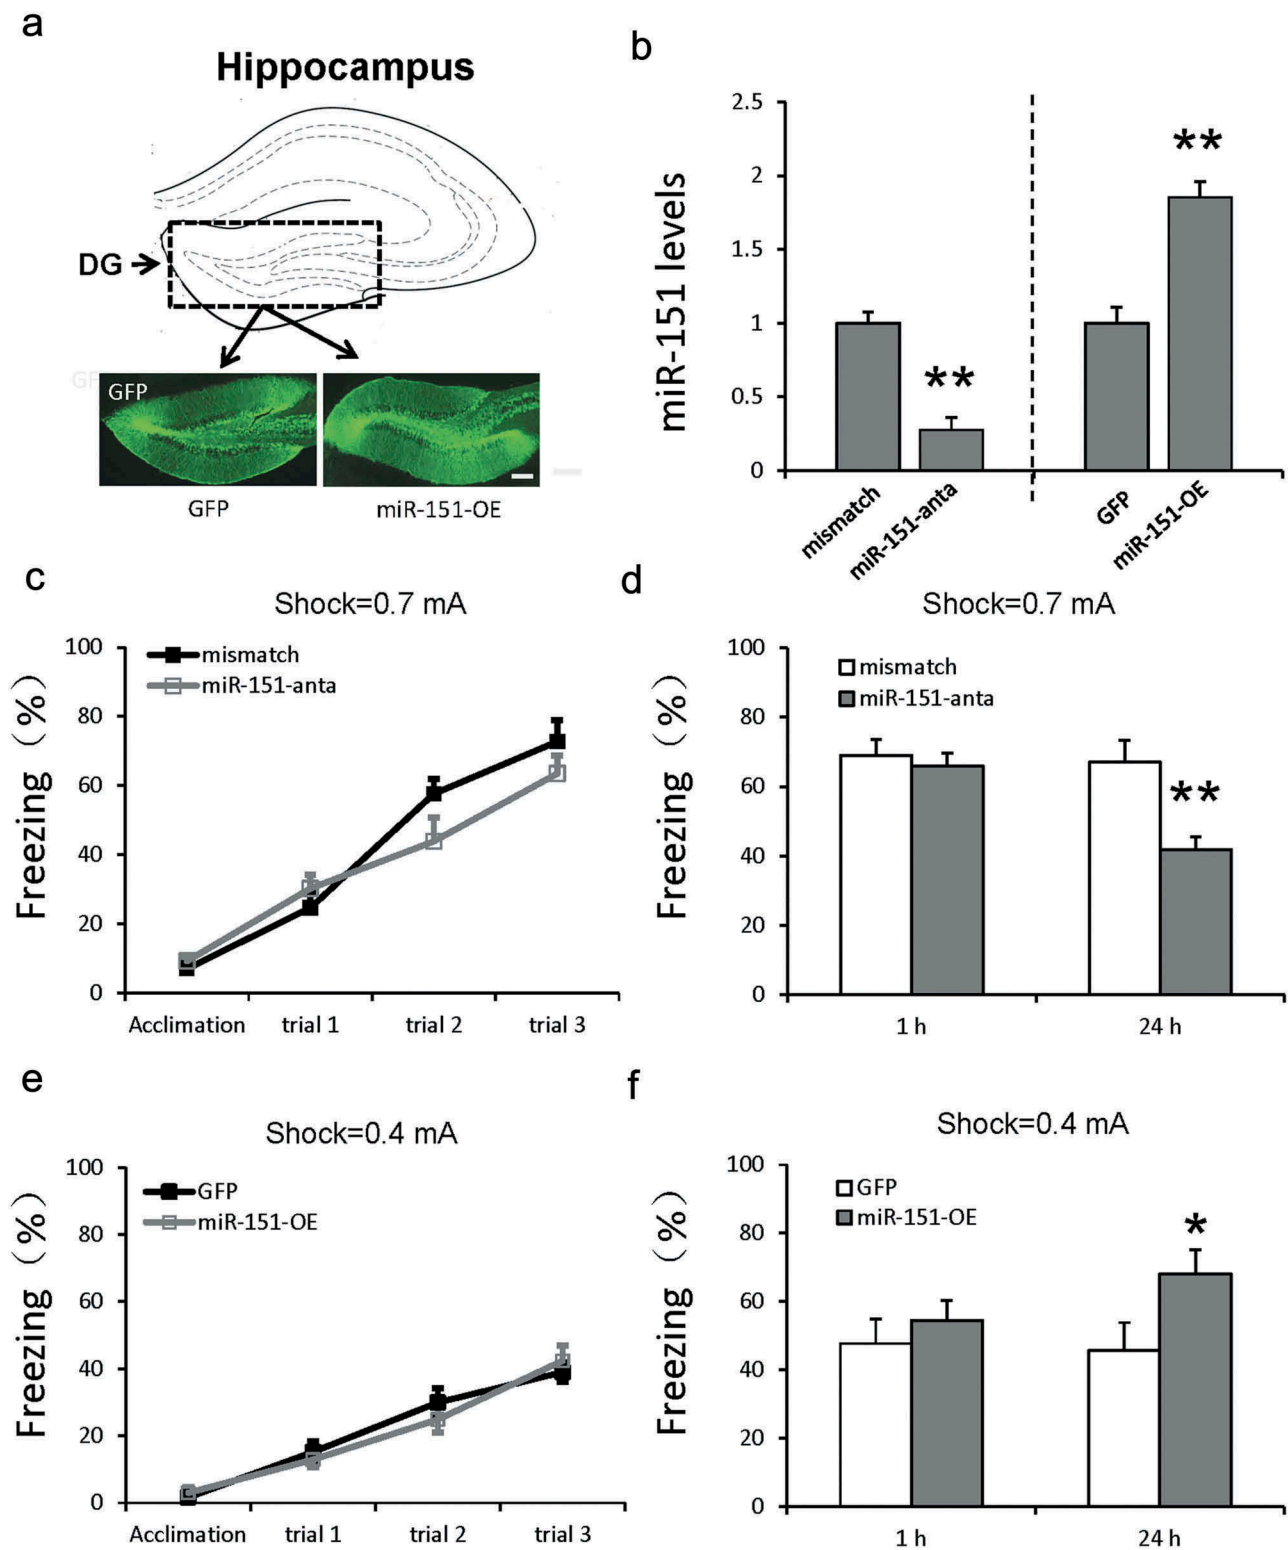 a
Hippocampus
DG
GFP
GFP
miR-151-OE
b
miR-151 levels
2.5
2
1.5
1
0.5
0
**
**
mismatch
miR-151-anta
GFP
miR-151-OE
c
Shock=0.7 mA
Freezing (%)
100
80
60
40
20
0
mismatch
miR-151-anta
Acclimation
trial 1
trial 2
trial 3
d
Shock=0.7 mA
Freezing (%)
100
80
60
40
20
0
mismatch
miR-151-anta
**
1 h
24 h
e
Shock=0.4 mA
Freezing (%)
100
80
60
40
20
0
GFP
miR-151-OE
Acclimation
trial 1
trial 2
trial 3
f
Shock=0.4 mA
Freezing (%)
100
80
60
40
20
0
GFP
miR-151-OE
*
1 h
24 h